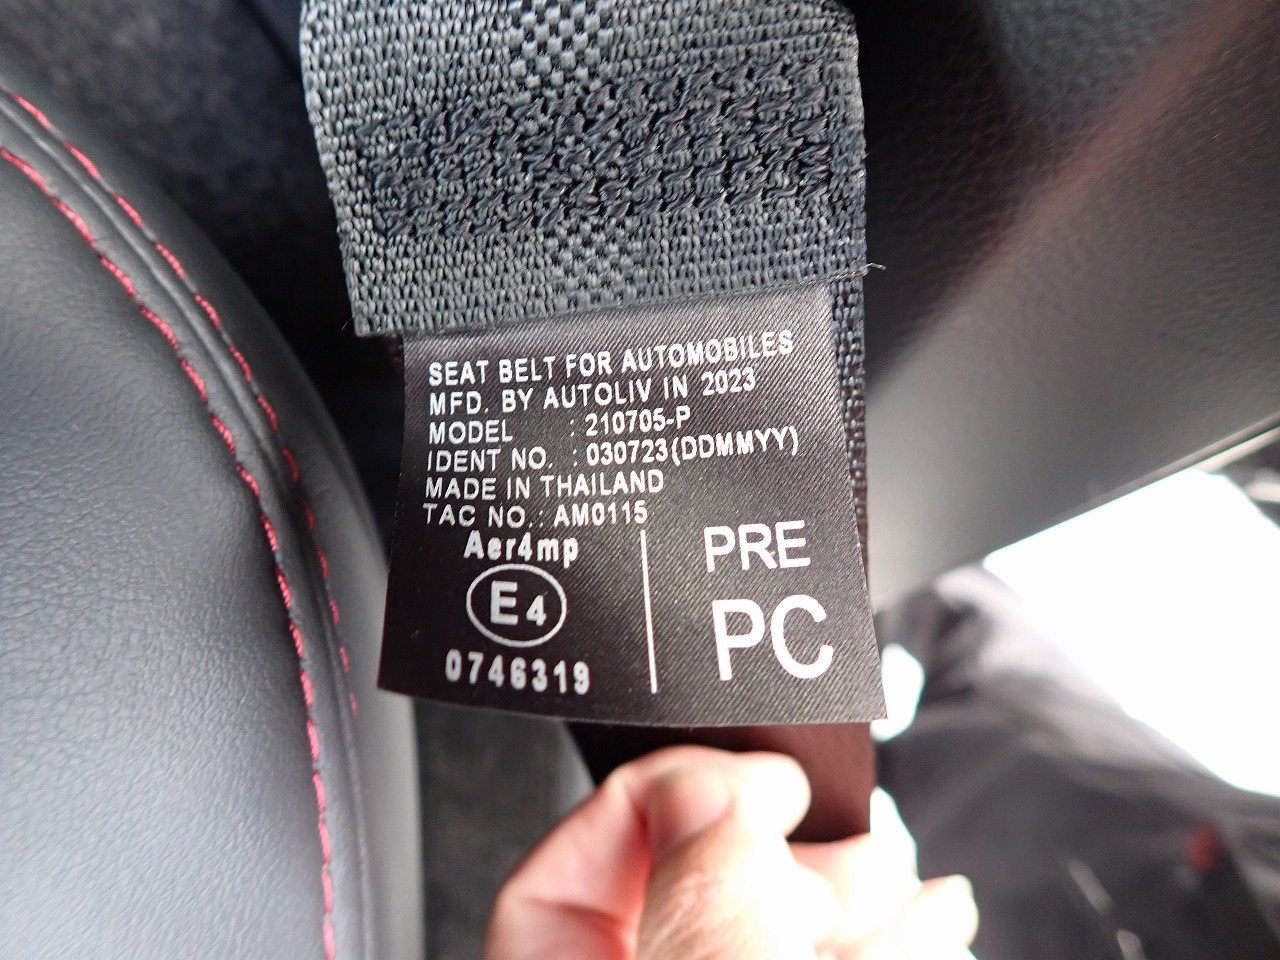 SEAT BELT FOR AUTOMOBILES
MFD. BY AUTOLIV IN 2023
MODEL : 210705-P
IDENT NO. : 030723(DDMMYY)
MADE IN THAILAND
TAC NO.: AM0115
Aer4mp
E4
0746319
PRE
PC